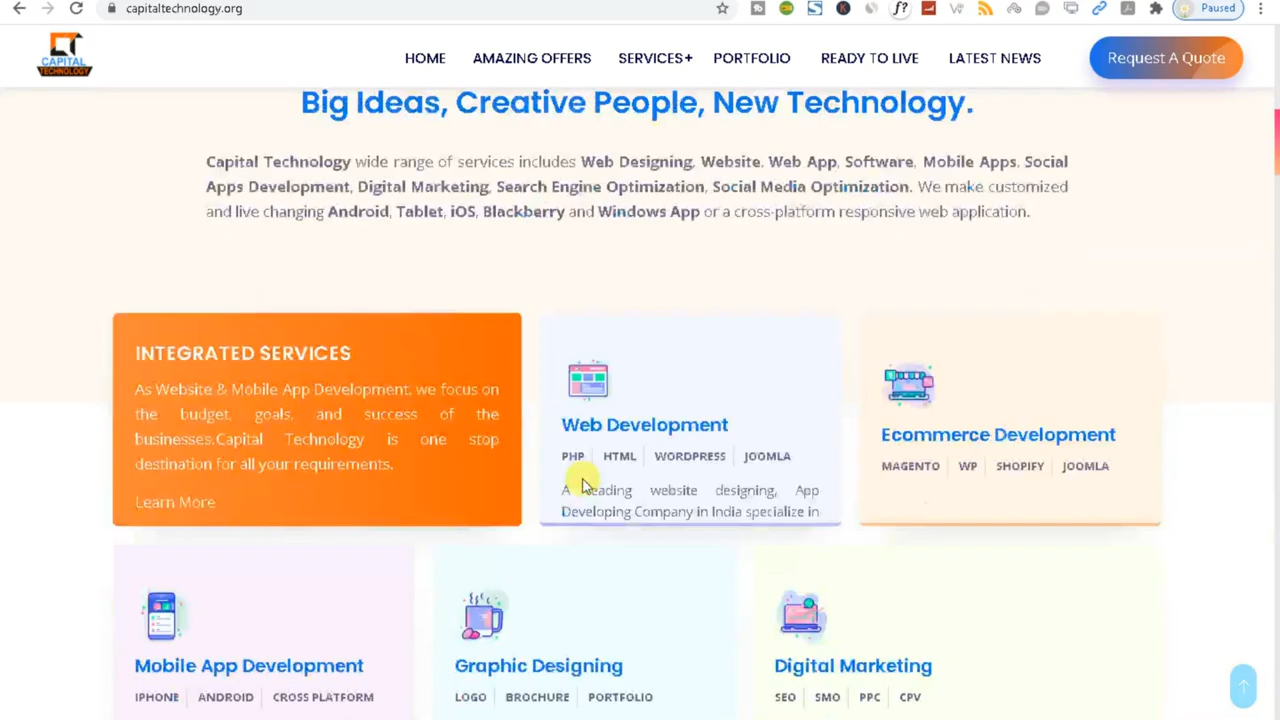 capitaltechnology.org
Paused
CAPITAL
TECHNOLOGY
HOME AMAZING OFFERS SERVICES+ PORTFOLIO READY TO LIVE LATEST NEWS Request A Quote
Big Ideas, Creative People, New Technology.
Capital Technology wide range of services includes Web Designing, Website, Web App, Software, Mobile Apps, Social
Apps Development, Digital Marketing, Search Engine Optimization, Social Media Optimization. We make customized
and live changing Android, Tablet, iOS, Blackberry and Windows App or a cross-platform responsive web application.
INTEGRATED SERVICES
As Website & Mobile App Development, we focus on
the budget, goals, and success of the
businesses.Capital Technology is one stop
destination for all your requirements.
Learn More
Web Development
PHP HTML WORDPRESS JOOMLA
A leading website designing, App
Developing Company in India specialize in
Ecommerce Development
MAGENTO WP SHOPIFY JOOMLA
Mobile App Development
IPHONE ANDROID CROSS PLATFORM
Graphic Designing
LOGO BROCHURE PORTFOLIO
Digital Marketing
SEO SMO PPC CPV